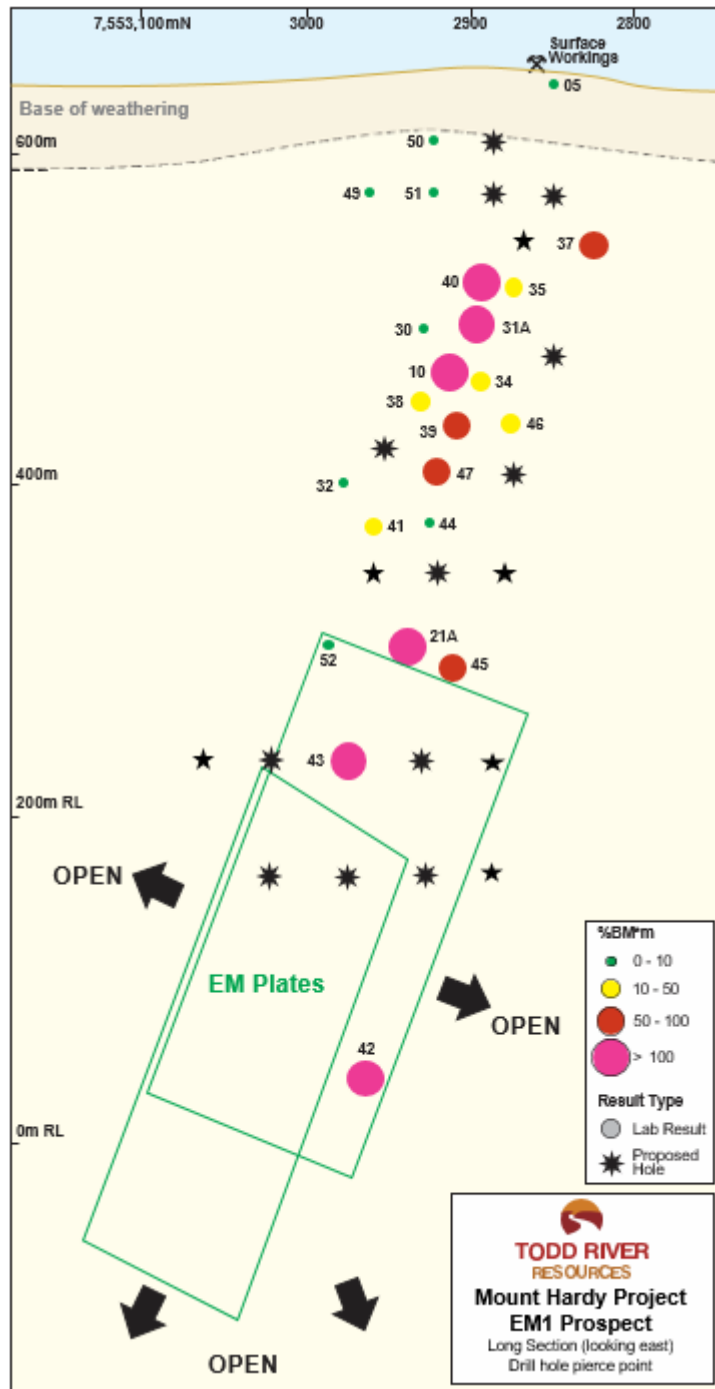 7,553,100mN 3000 2900 2800
Surface
Workings
05
Base of weathering
600m
50
49 51
37
40
35
30 31A
10 34
38
39 46
400m
32 47
41 44
21A
52 45
43
200m RL
OPEN
EM Plates
OPEN
42
0m RL
OPEN
%BM*m
0 - 10
10 - 50
50 - 100
> 100
Result Type
Lab Result
Proposed
Hole
TODD RIVER
RESOURCES
Mount Hardy Project
EM1 Prospect
Long Section (looking east)
Drill hole pierce point